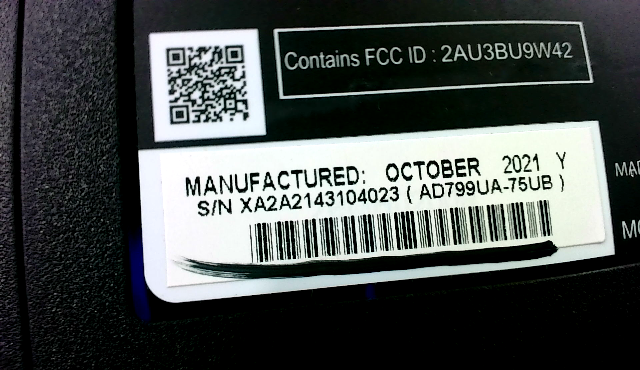 Contains FCC ID : 2AU3BU9W42
MANUFACTURED: OCTOBER 2021 Y
S/N XA2A2143104023 ( AD799UA-75UB )